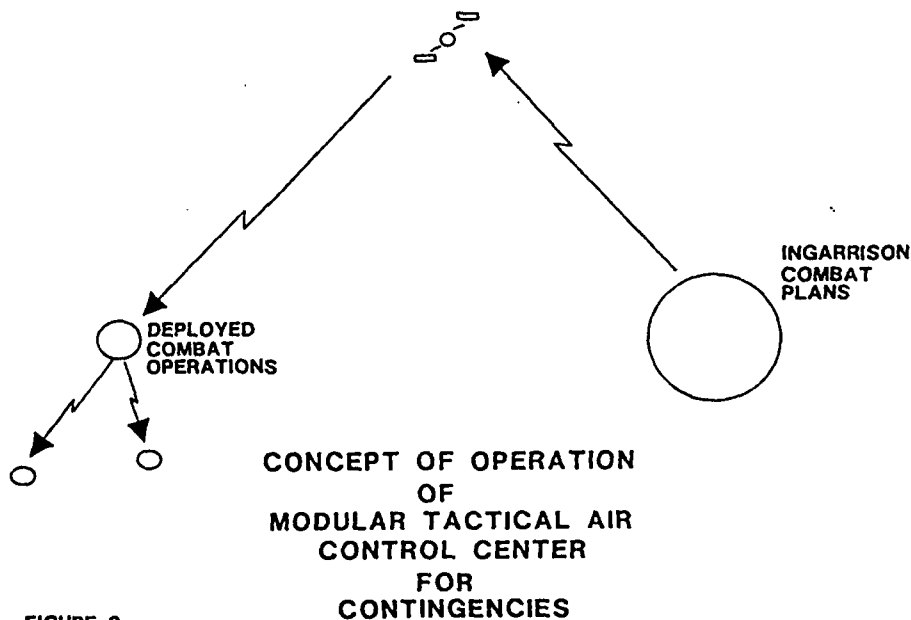 INGARRISON
COMBAT
PLANS
DEPLOYED
COMBAT
OPERATIONS
CONCEPT OF OPERATION
OF
MODULAR TACTICAL AIR
CONTROL CENTER
FOR
CONTINGENCIES